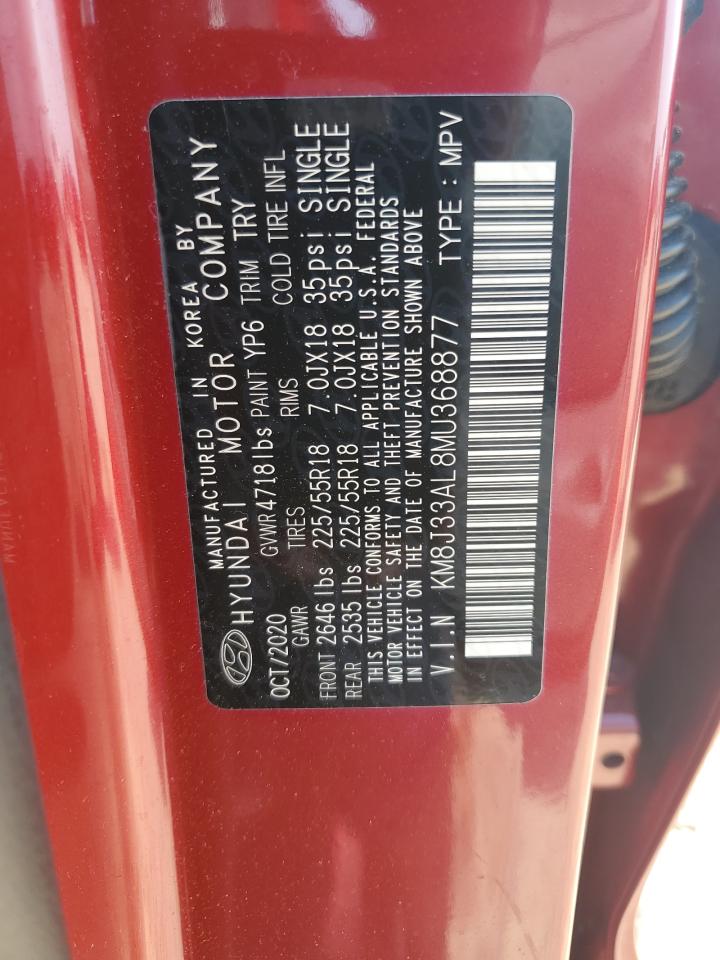 MANUFACTURED IN KOREA BY
HYUNDAI MOTOR COMPANY
OCT/2020 GVWR 4718lbs PAINT YP6 TRIM TRY
GAWR TIRES RIMS COLD TIRE INFL
FRONT 2646 lbs 225/55R18 7.0JX18 35psi SINGLE
REAR 2535 lbs 225/55R18 7.0JX18 35psi SINGLE
THIS VEHICLE CONFORMS TO ALL APPLICABLE U.S.A. FEDERAL
MOTOR VEHICLE SAFETY AND THEFT PREVENTION STANDARDS
IN EFFECT ON THE DATE OF MANUFACTURE SHOWN ABOVE
V.I.N KM8J33AL8MU368877 TYPE : MPV